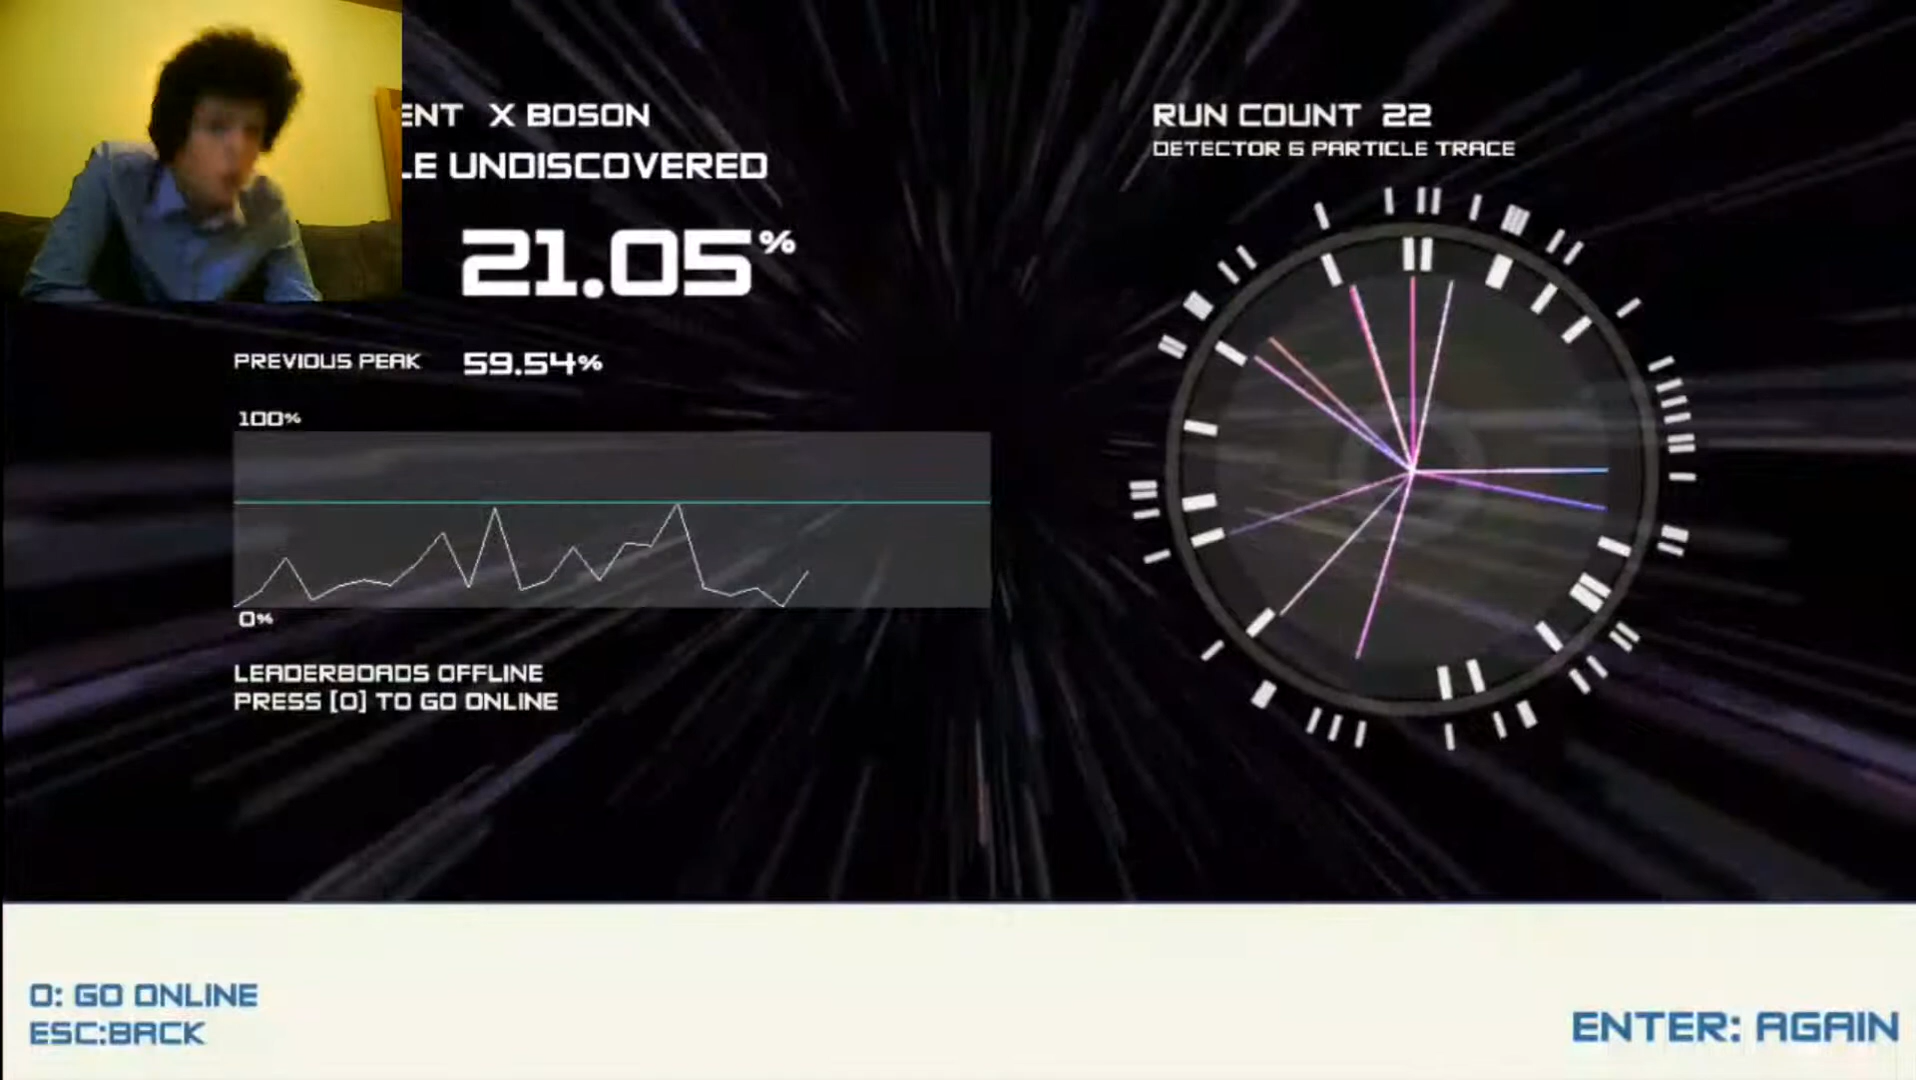 ENT X BOSON
LE UNDISCOVERED
21.05%
PREVIOUS PEAK 59.54%
100%
0%
LEADERBOADS OFFLINE
PRESS [O] TO GO ONLINE
RUN COUNT 22
DETECTOR 6 PARTICLE TRACE
O: GO ONLINE
ESC:BACK
ENTER: AGAIN